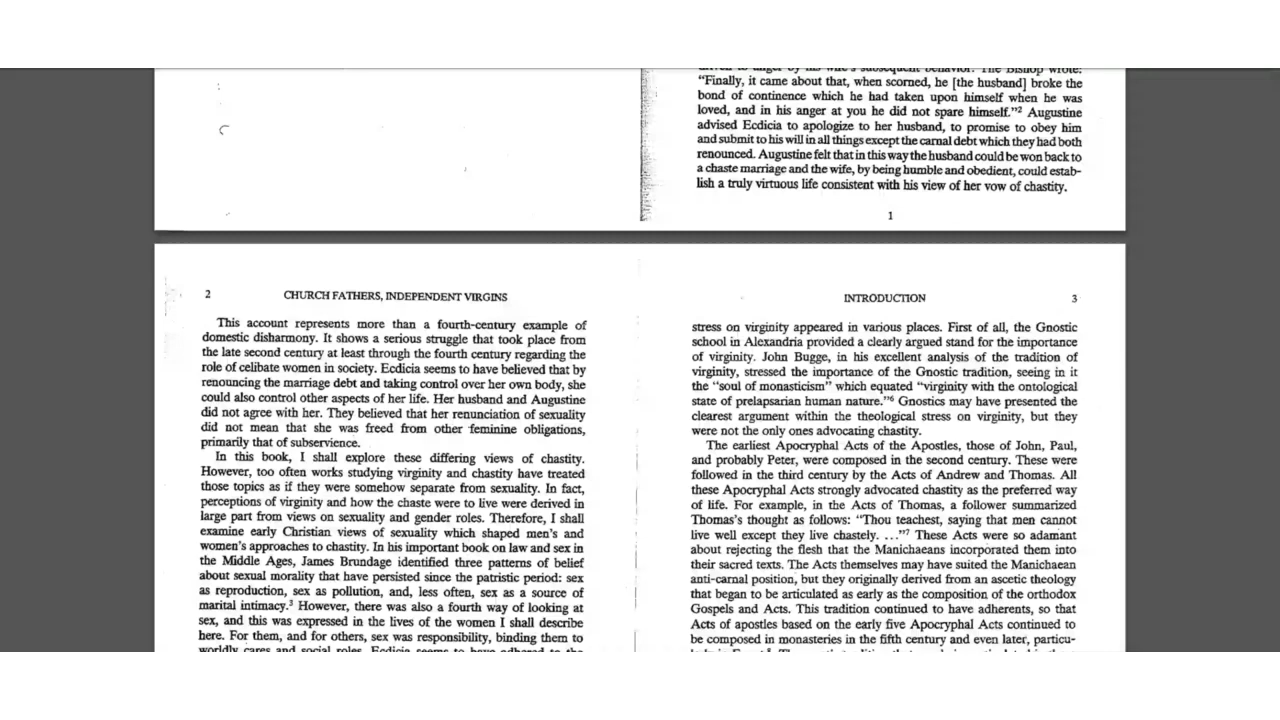 "Finally, it came about that, when scorned, he [the husband] broke the
bond of continence which he had taken upon himself when he was
loved, and in his anger at you he did not spare himself."² Augustine
advised Ecdicia to apologize to her husband, to promise to obey him
and submit to his will in all things except the carnal debt which they had both
renounced. Augustine felt that in this way the husband could be won back to
a chaste marriage and the wife, by being humble and obedient, could estab-
lish a truly virtuous life consistent with his view of her vow of chastity.
1
2 CHURCH FATHERS, INDEPENDENT VIRGINS
This account represents more than a fourth-century example of
domestic disharmony. It shows a serious struggle that took place from
the late second century at least through the fourth century regarding the
role of celibate women in society. Ecdicia seems to have believed that by
renouncing the marriage debt and taking control over her own body, she
could also control other aspects of her life. Her husband and Augustine
did not agree with her. They believed that her renunciation of sexuality
did not mean that she was freed from other feminine obligations,
primarily that of subservience.
In this book, I shall explore these differing views of chastity.
However, too often works studying virginity and chastity have treated
those topics as if they were somehow separate from sexuality. In fact,
perceptions of virginity and how the chaste were to live were derived in
large part from views on sexuality and gender roles. Therefore, I shall
examine early Christian views of sexuality which shaped men's and
women's approaches to chastity. In his important book on law and sex in
the Middle Ages, James Brundage identified three patterns of belief
about sexual morality that have persisted since the patristic period: sex
as reproduction, sex as pollution, and, less often, sex as a source of
marital intimacy.³ However, there was also a fourth way of looking at
sex, and this was expressed in the lives of the women I shall describe
here. For them, and for others, sex was responsibility, binding them to
worldly cares and social roles. Ecdicia seems to have adhered to the
INTRODUCTION 3
stress on virginity appeared in various places. First of all, the Gnostic
school in Alexandria provided a clearly argued stand for the importance
of virginity. John Bugge, in his excellent analysis of the tradition of
virginity, stressed the importance of the Gnostic tradition, seeing in it
the "soul of monasticism" which equated "virginity with the ontological
state of prelapsarian human nature."⁶ Gnostics may have presented the
clearest argument within the theological stress on virginity, but they
were not the only ones advocating chastity.
The earliest Apocryphal Acts of the Apostles, those of John, Paul,
and probably Peter, were composed in the second century. These were
followed in the third century by the Acts of Andrew and Thomas. All
these Apocryphal Acts strongly advocated chastity as the preferred way
of life. For example, in the Acts of Thomas, a follower summarized
Thomas's thought as follows: "Thou teachest, saying that men cannot
live well except they live chastely. ..."⁷ These Acts were so adamant
about rejecting the flesh that the Manichaeans incorporated them into
their sacred texts. The Acts themselves may have suited the Manichaean
anti-carnal position, but they originally derived from an ascetic theology
that began to be articulated as early as the composition of the orthodox
Gospels and Acts. This tradition continued to have adherents, so that
Acts of apostles based on the early five Apocryphal Acts continued to
be composed in monasteries in the fifth century and even later, particu-